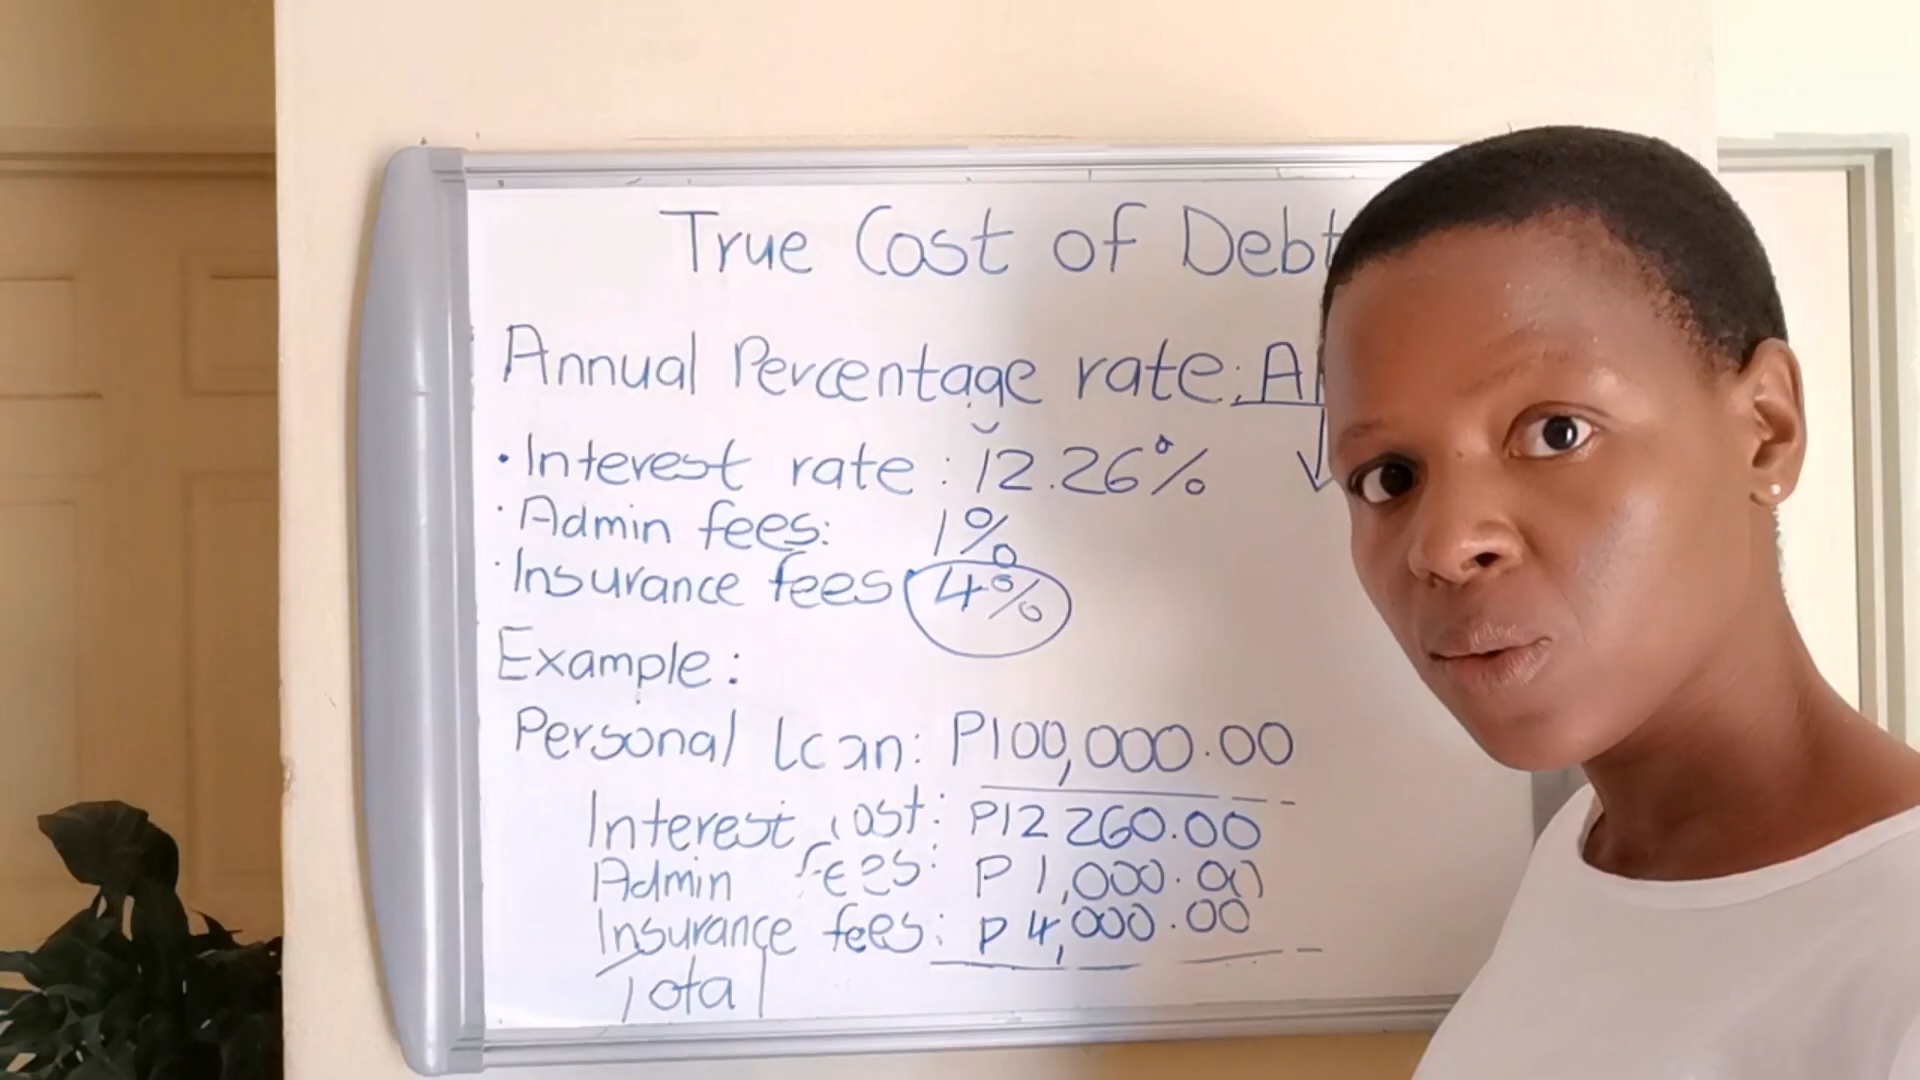 True Cost of Debt
Annual Percentage rate: A
• Interest rate : 12.26%
• Admin fees: 1%
• Insurance fees 4%
Example:
Personal Loan: P100,000.00
Interest cost: P12 260.00
Admin fees: P 1,000.00
Insurance fees: P 4,000.00
Total